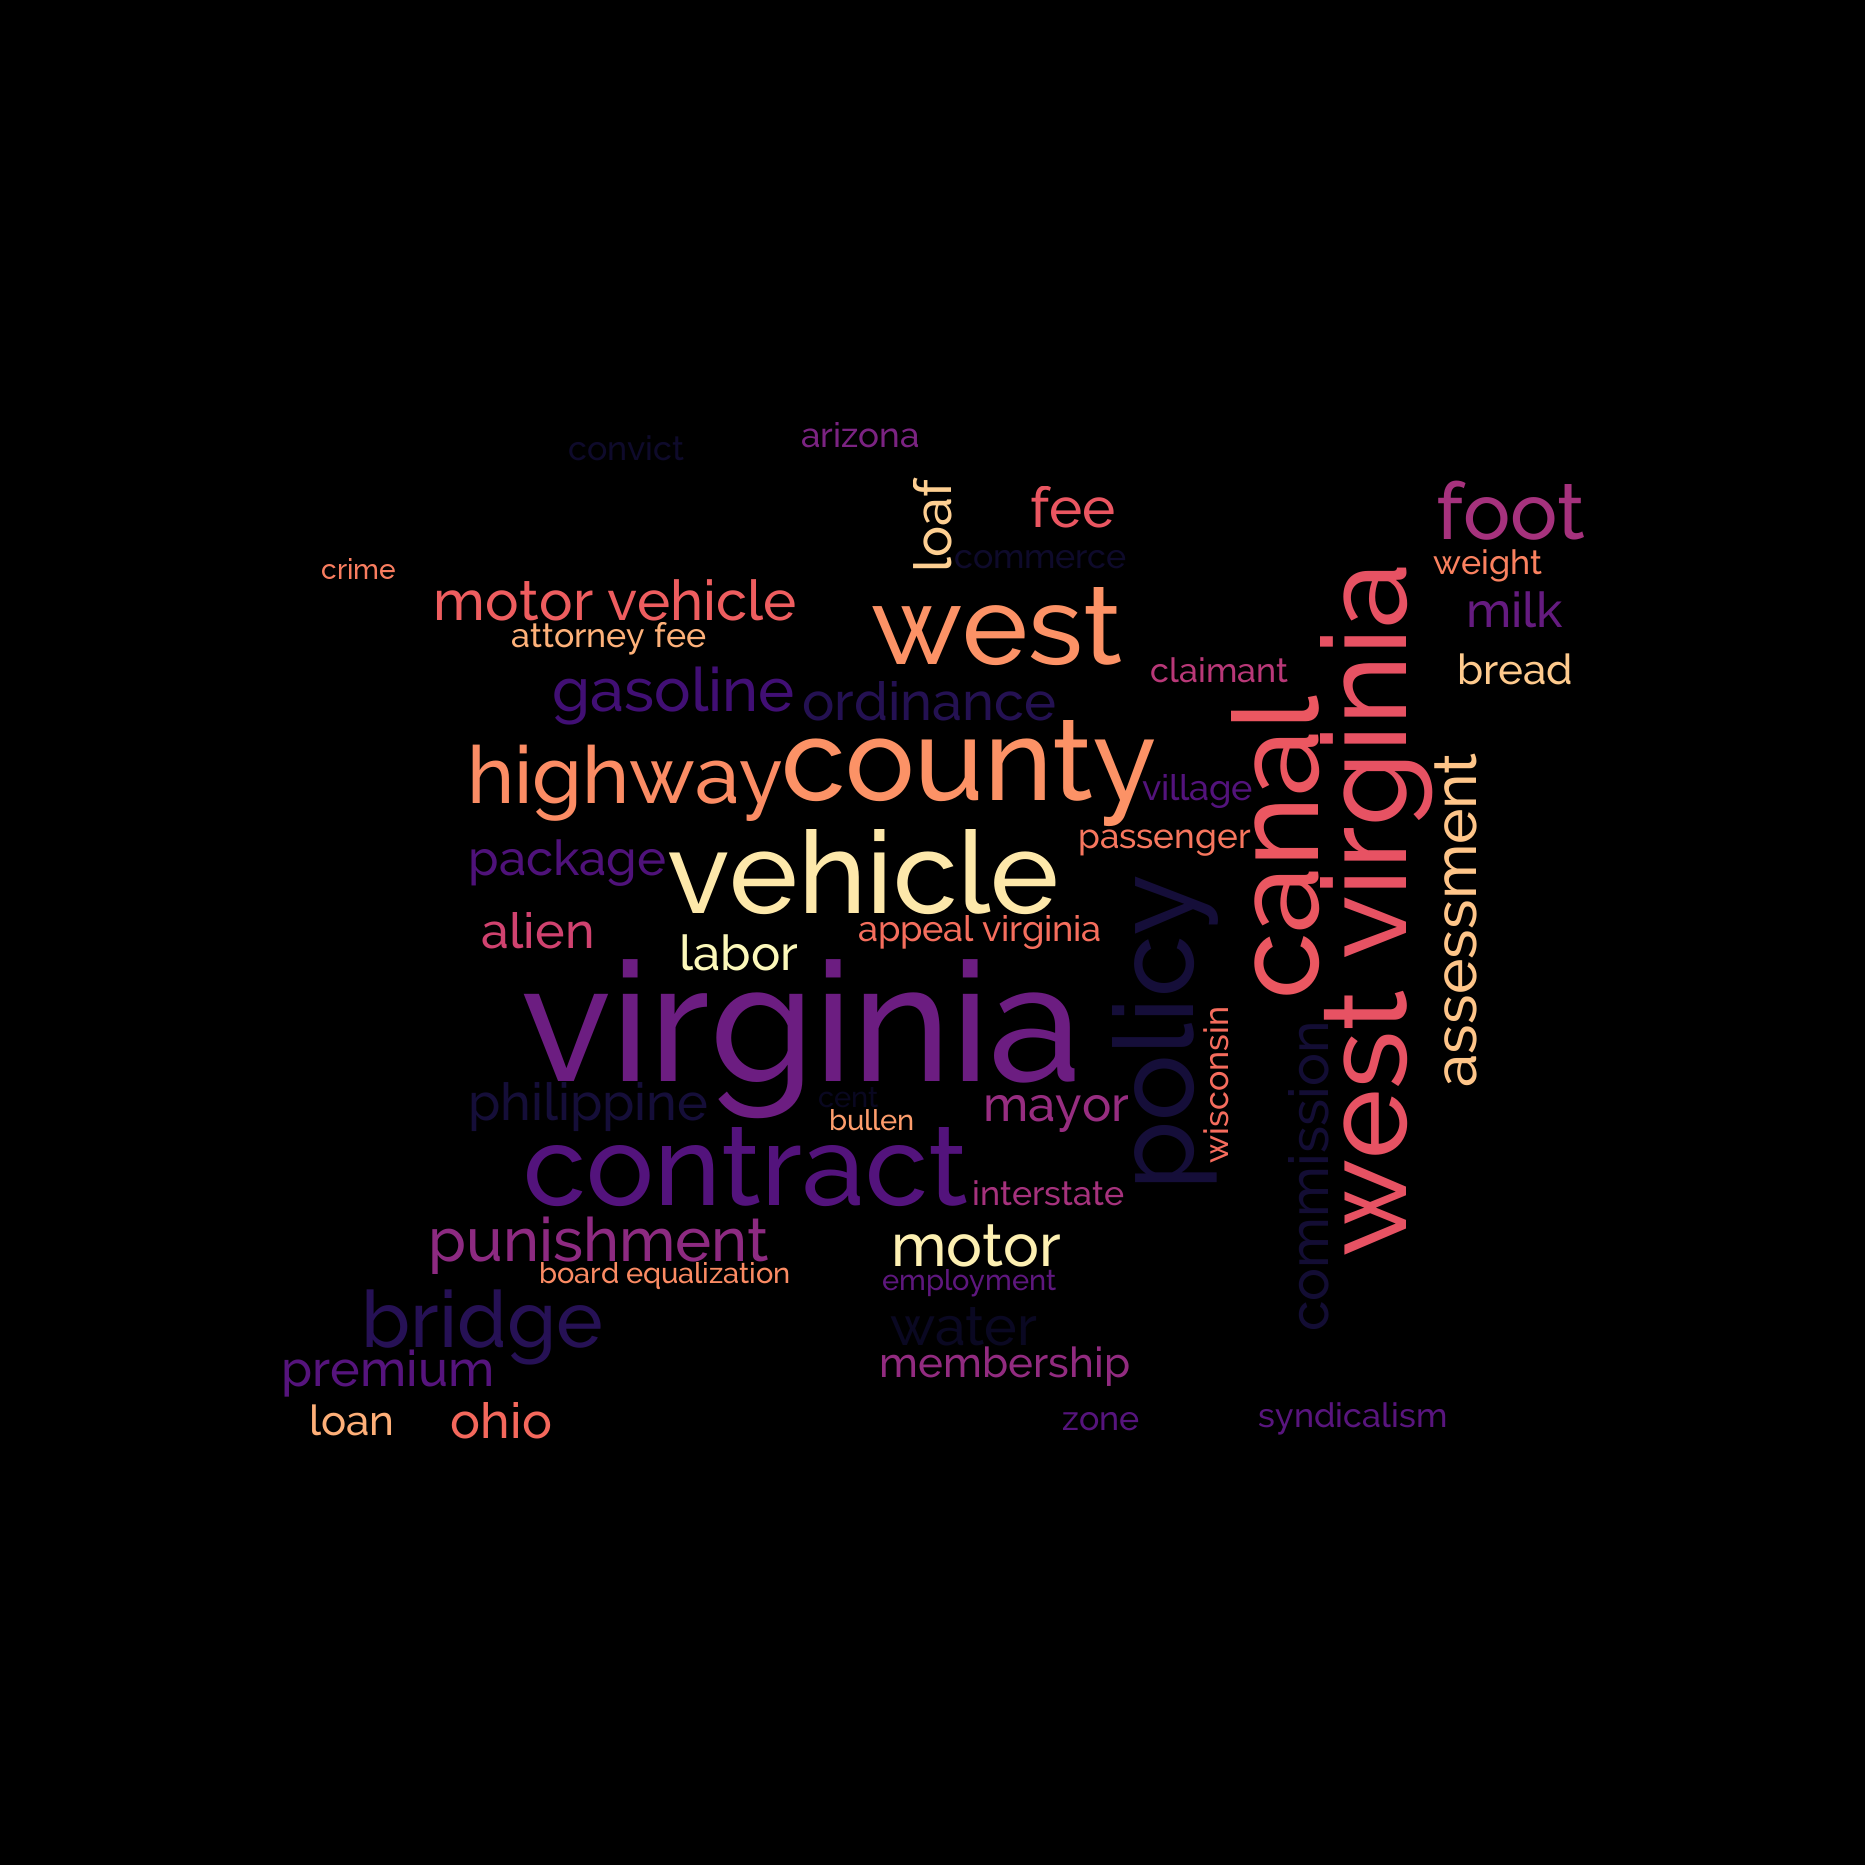 arizona
convict
loaf
fee
foot
commerce
weight
crime
motor vehicle
west
milk
attorney fee
claimant
bread
gasoline
ordinance
canal
west virginia
highway
county
village
assessment
package
vehicle
passenger
policy
alien
labor
appeal virginia
virginia
wisconsin
commission
philippine
cent
bullen
mayor
contract
interstate
punishment
motor
board equalization
employment
bridge
water
premium
membership
loan
ohio
zone
syndicalism